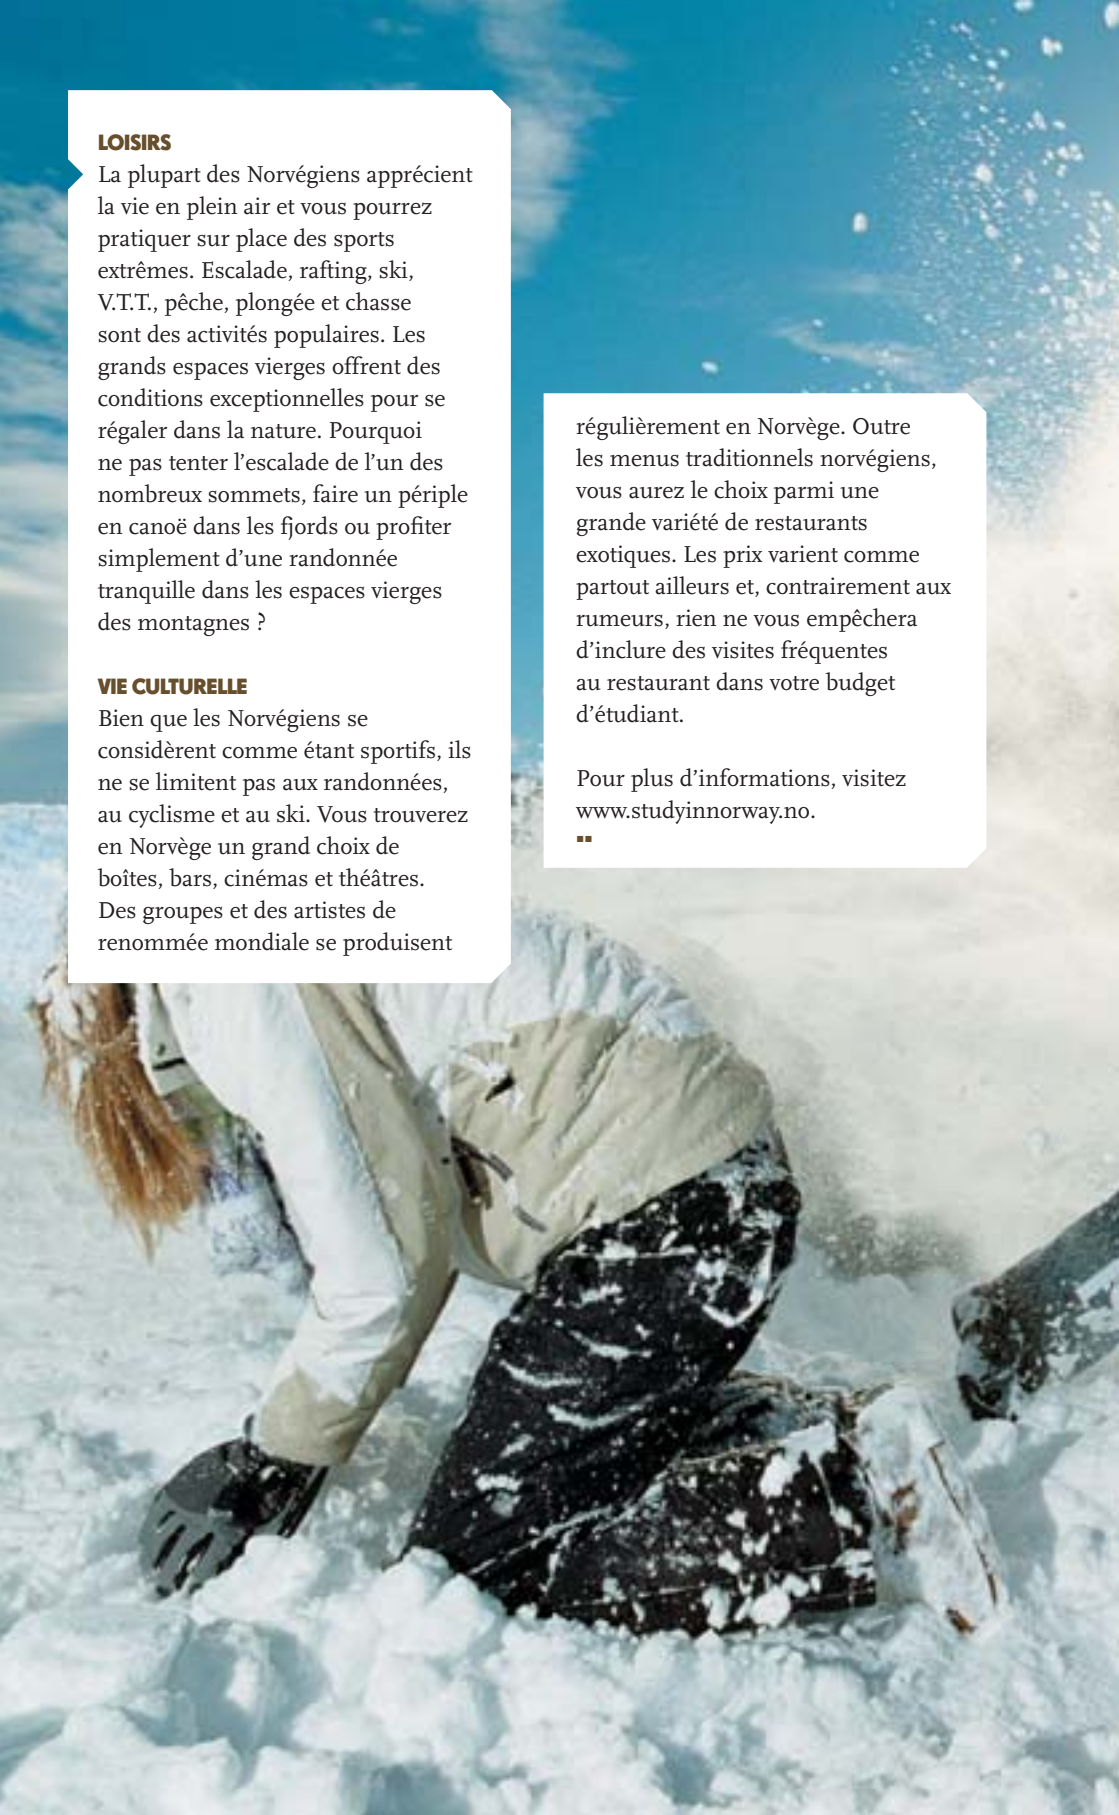 LOISIRS
La plupart des Norvégiens apprécient
la vie en plein air et vous pourrez
pratiquer sur place des sports
extrêmes. Escalade, rafting, ski,
V.T.T., pêche, plongée et chasse
sont des activités populaires. Les
grands espaces vierges offrent des
conditions exceptionnelles pour se
régaler dans la nature. Pourquoi
ne pas tenter l’escalade de l’un des
nombreux sommets, faire un périple
en canoë dans les fjords ou profiter
simplement d’une randonnée
tranquille dans les espaces vierges
des montagnes ?
VIE CULTURELLE
Bien que les Norvégiens se
considèrent comme étant sportifs, ils
ne se limitent pas aux randonnées,
au cyclisme et au ski. Vous trouverez
en Norvège un grand choix de
boîtes, bars, cinémas et théâtres.
Des groupes et des artistes de
renommée mondiale se produisent
régulièrement en Norvège. Outre
les menus traditionnels norvégiens,
vous aurez le choix parmi une
grande variété de restaurants
exotiques. Les prix varient comme
partout ailleurs et, contrairement aux
rumeurs, rien ne vous empêchera
d’inclure des visites fréquentes
au restaurant dans votre budget
d’étudiant.
Pour plus d’informations, visitez
www.studyinnorway.no.